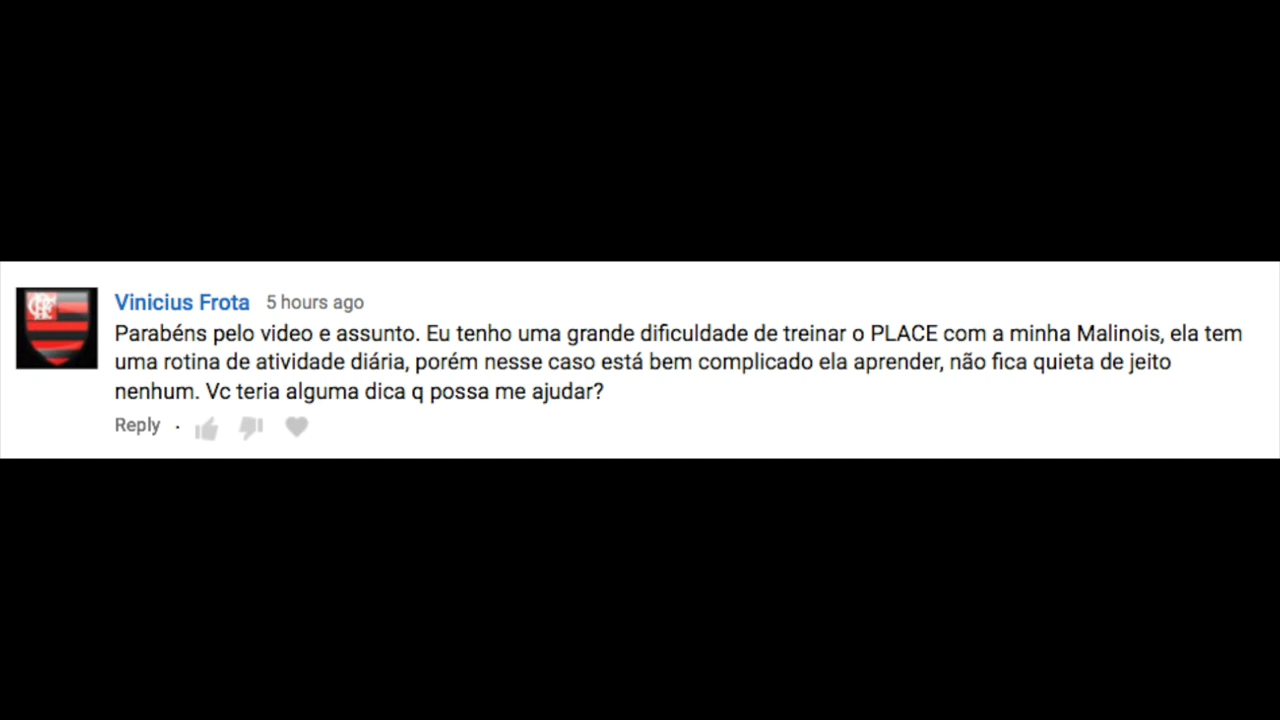 Vinicius Frota 5 hours ago
Parabéns pelo video e assunto. Eu tenho uma grande dificuldade de treinar o PLACE com a minha Malinois, ela tem
uma rotina de atividade diária, porém nesse caso está bem complicado ela aprender, não fica quieta de jeito
nenhum. Vc teria alguma dica q possa me ajudar?
Reply ·